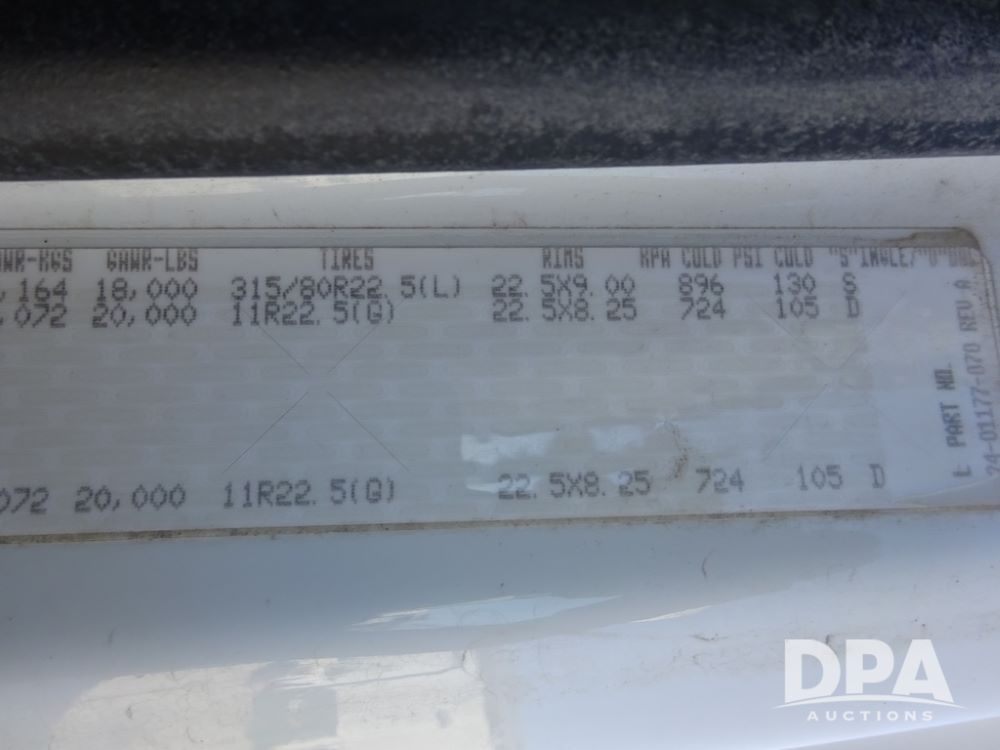 GAWR-LBS TIRES RIMS KPA COLD PSI COLD
164 18,000 315/80R22.5(L) 22.5X9.00 896 130 S
072 20,000 11R22.5(G) 22.5X8.25 724 105 D
072 20,000 11R22.5(G) 22.5X8.25 724 105 D
PART NO.
24-01177-070 REV A
DPA
AUCTIONS